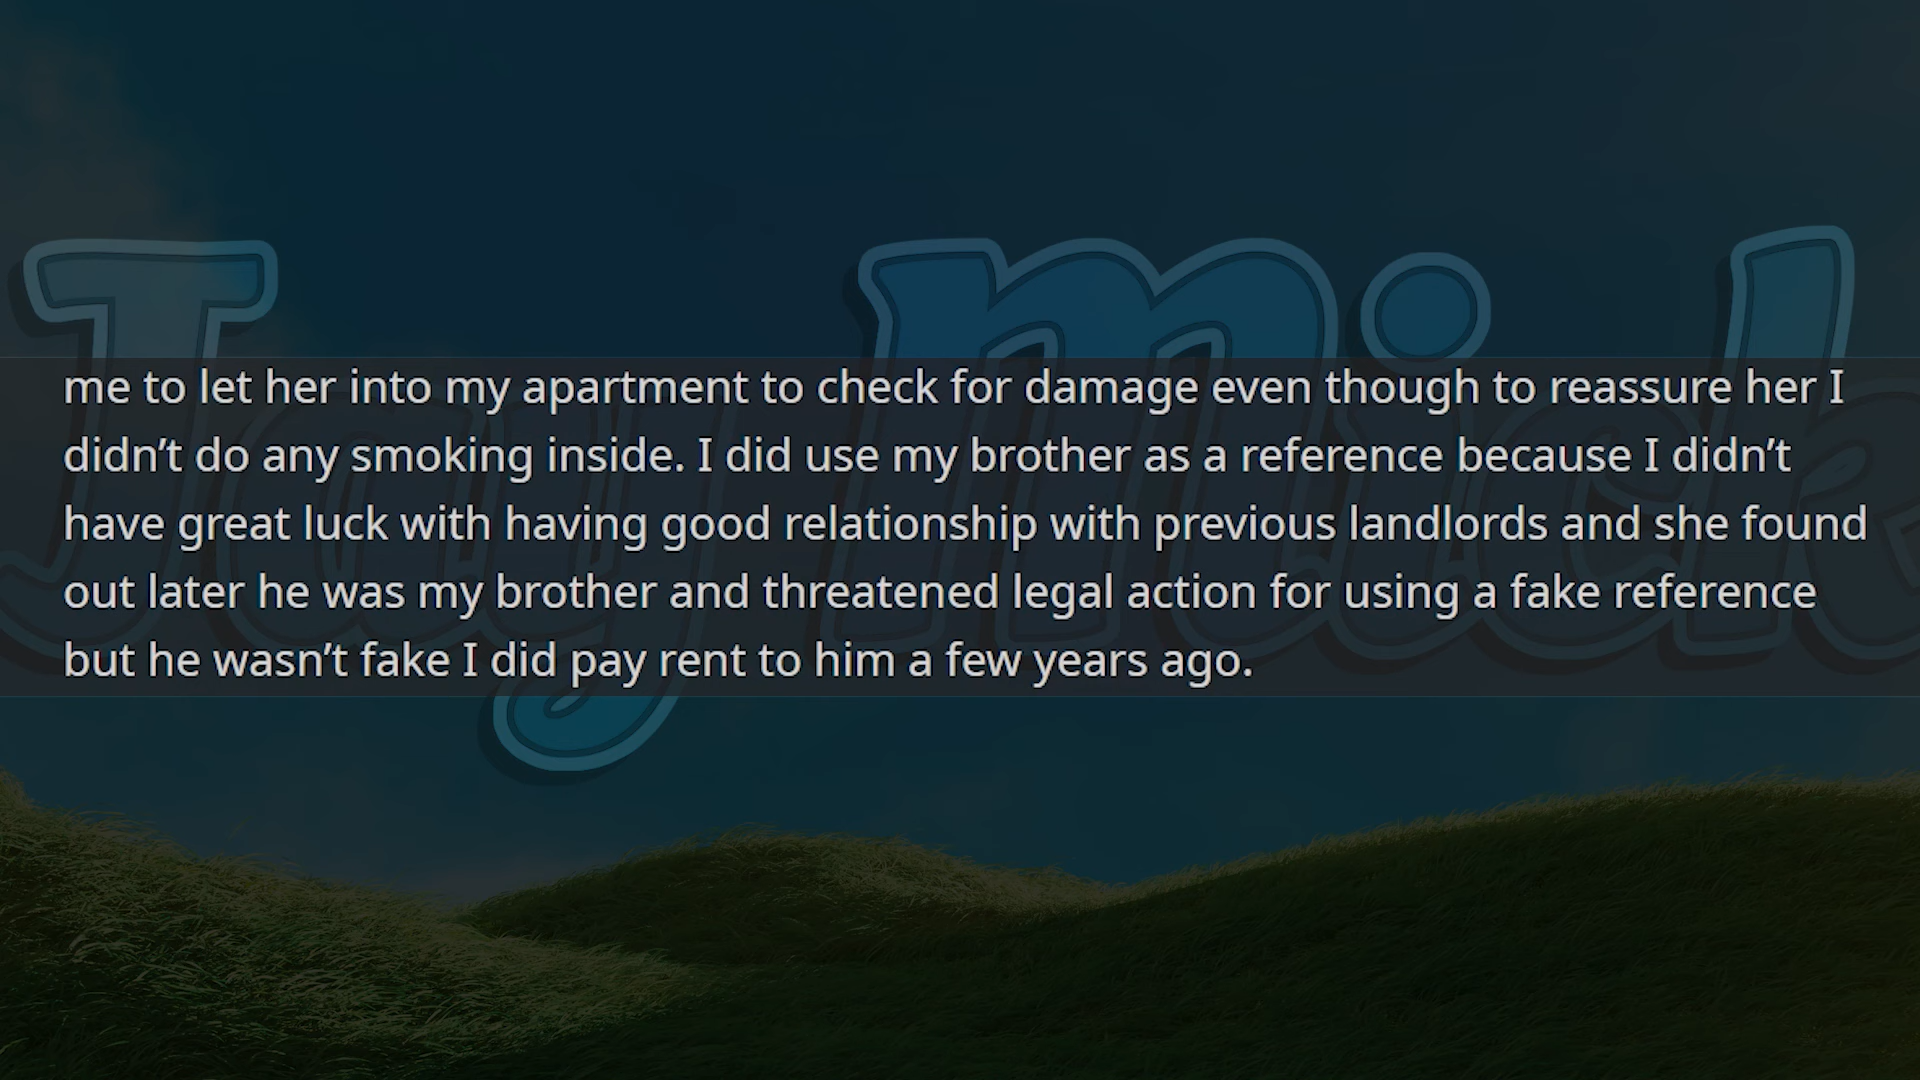 Jay Mick
me to let her into my apartment to check for damage even though to reassure her I
didn’t do any smoking inside. I did use my brother as a reference because I didn’t
have great luck with having good relationship with previous landlords and she found
out later he was my brother and threatened legal action for using a fake reference
but he wasn’t fake I did pay rent to him a few years ago.